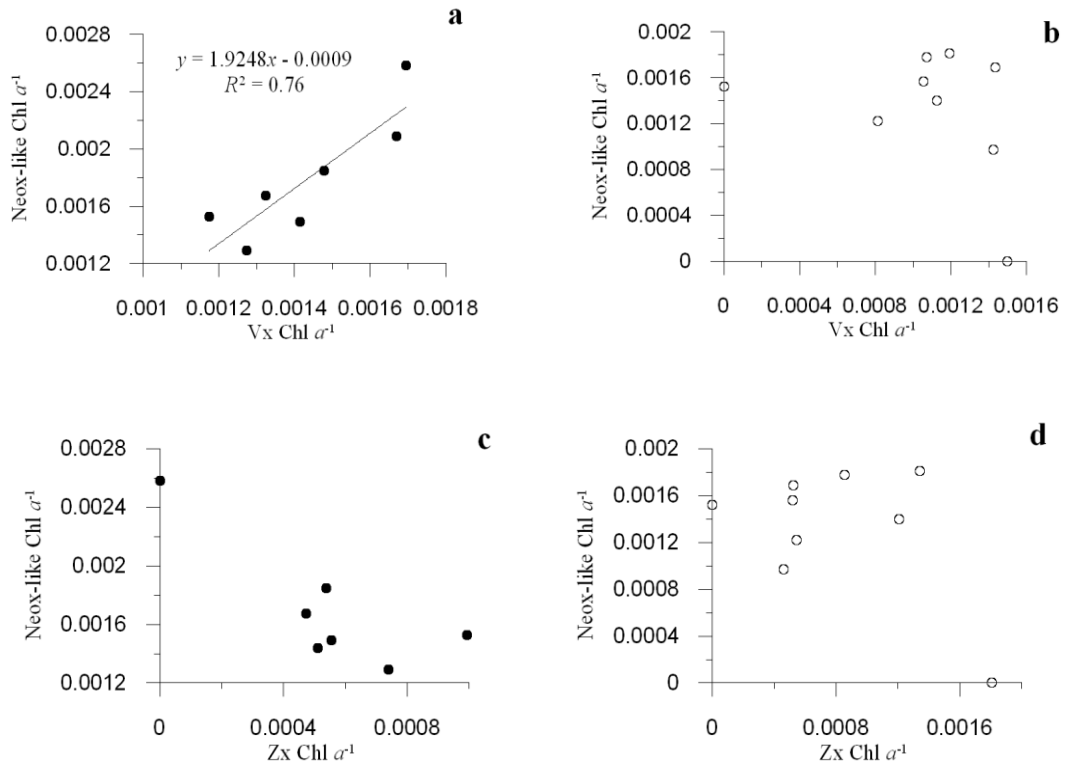 a
0.0028
0.0024
0.002
0.0016
0.0012
Neox-like Chl a⁻¹
y = 1.9248x - 0.0009
R² = 0.76
0.001 0.0012 0.0014 0.0016 0.0018
Vx Chl a⁻¹
b
0.002
0.0016
0.0012
0.0008
0.0004
0
Neox-like Chl a⁻¹
0 0.0004 0.0008 0.0012 0.0016
Vx Chl a⁻¹
c
0.0028
0.0024
0.002
0.0016
0.0012
Neox-like Chl a⁻¹
0 0.0004 0.0008
Zx Chl a⁻¹
d
0.002
0.0016
0.0012
0.0008
0.0004
0
Neox-like Chl a⁻¹
0 0.0008 0.0016
Zx Chl a⁻¹